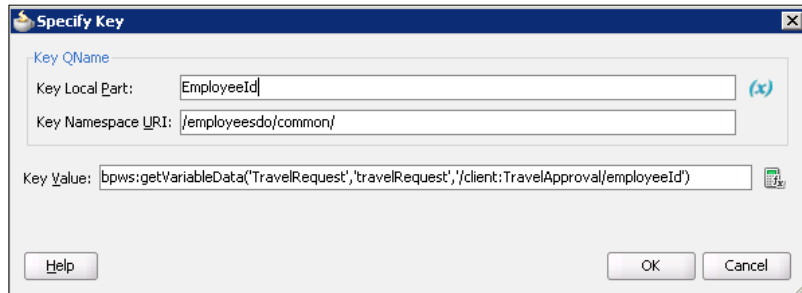 Specify Key
Key QName
Key Local Part: EmployeeId (x)
Key Namespace URI: /employeesdo/common/
Key Value: bpws:getVariableData('TravelRequest','travelRequest','/client:TravelApproval/employeeId')
Help OK Cancel